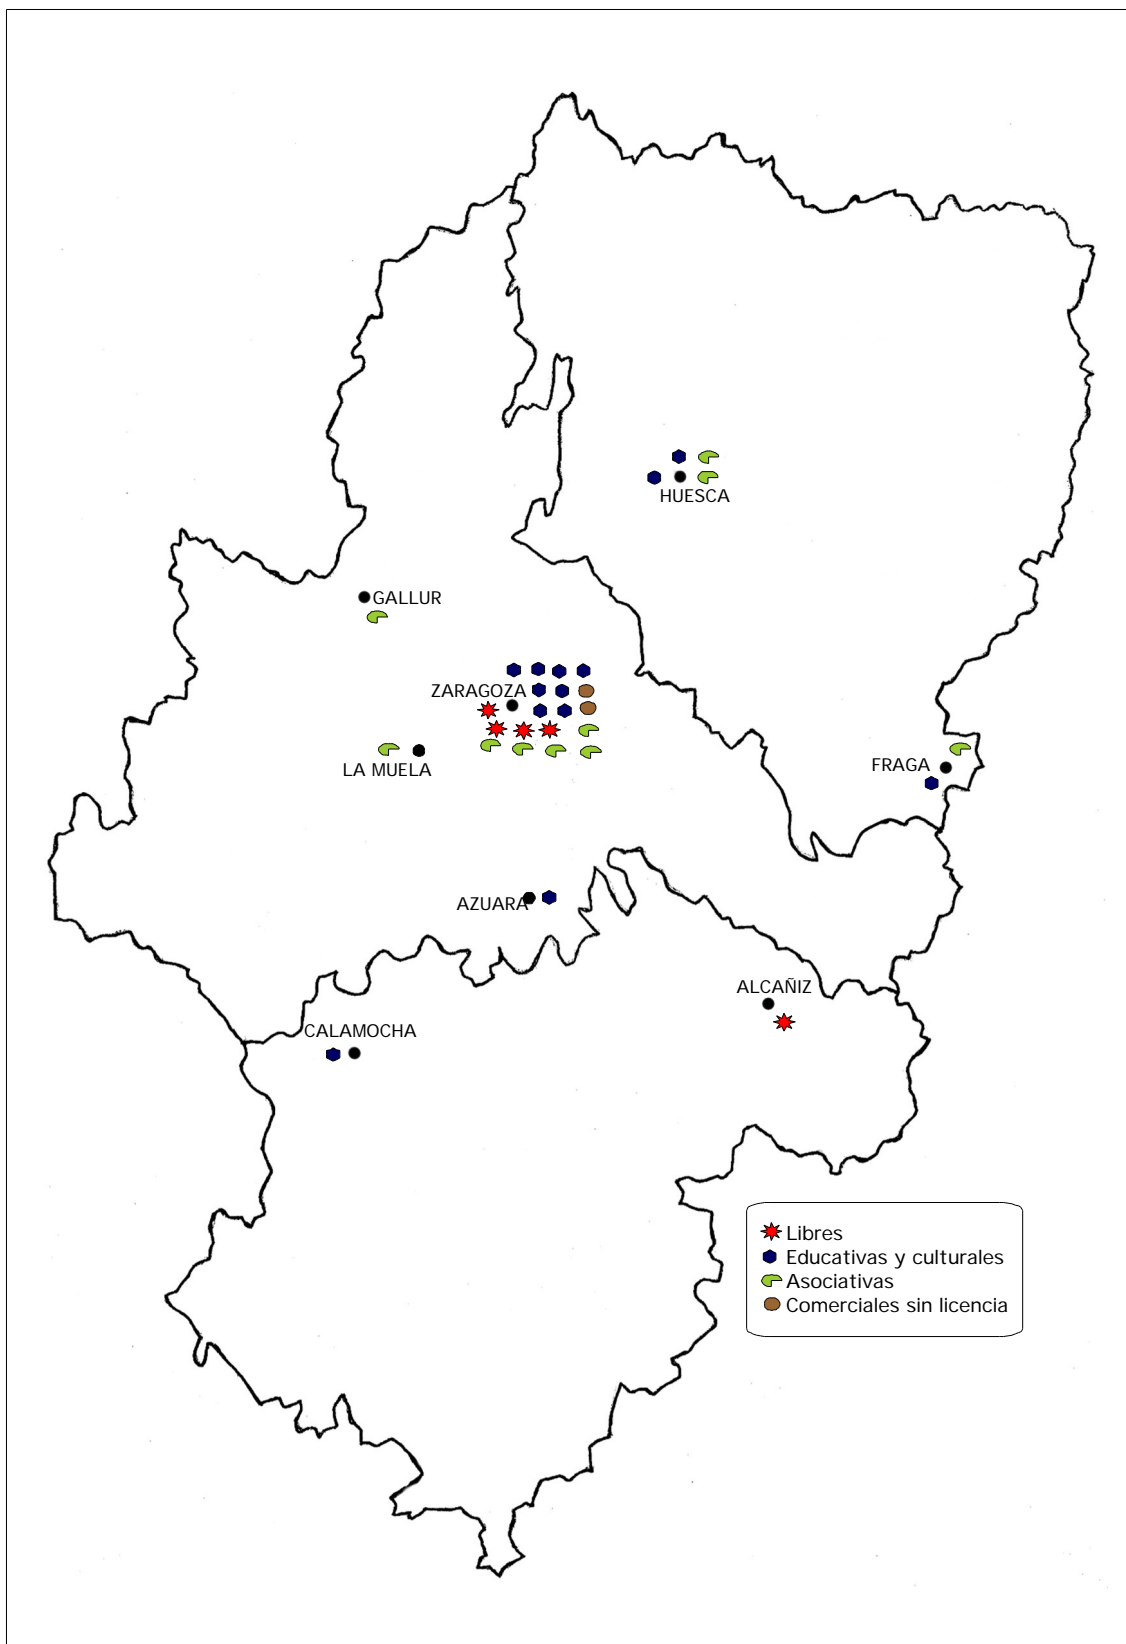 HUESCA
GALLUR
ZARAGOZA
LA MUELA
FRAGA
AZUARA
ALCAÑIZ
CALAMOCHA
Libres
Educativas y culturales
Asociativas
Comerciales sin licencia